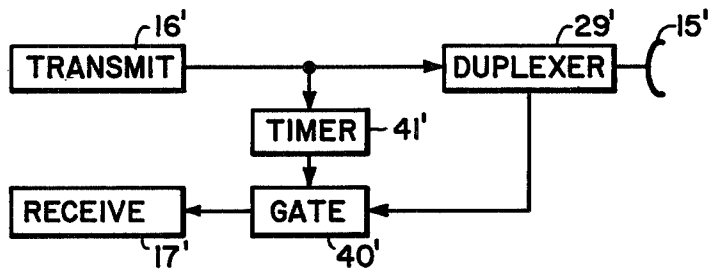 16' 29' 15'
TRANSMIT DUPLEXER
TIMER 41'
RECEIVE GATE
17' 40'